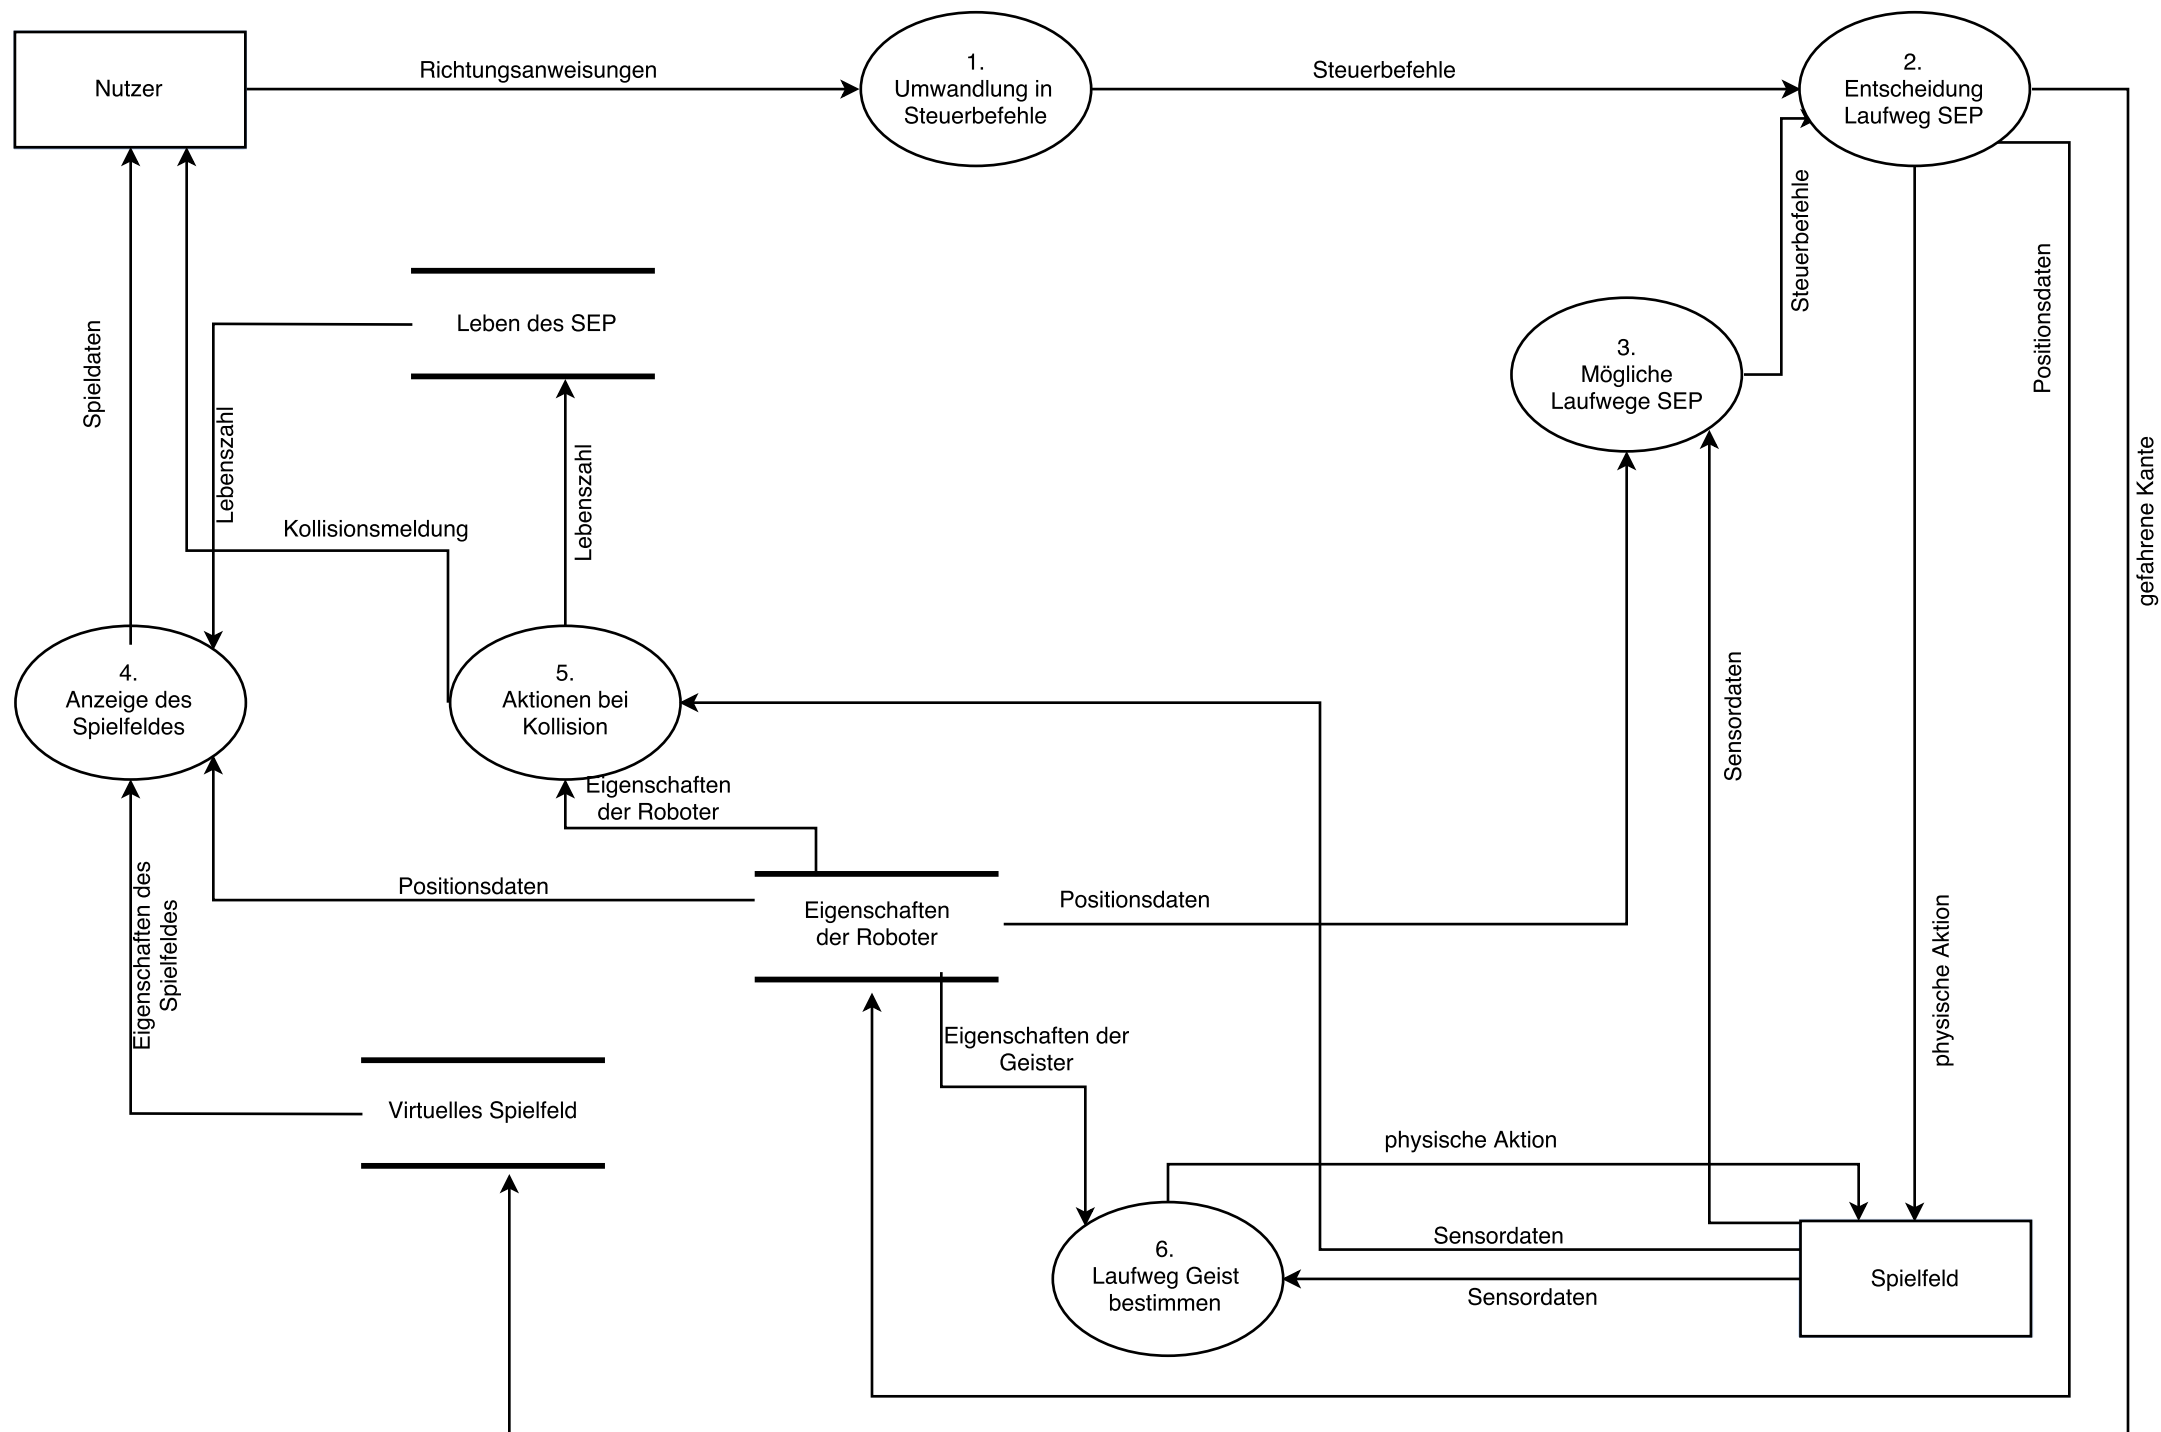 Nutzer
Richtungsanweisungen
1.
Umwandlung in
Steuerbefehle
Steuerbefehle
2.
Entscheidung
Laufweg SEP
Steuerbefehle
Positionsdaten
gefahrene Kante
Spieldaten
Leben des SEP
Lebenszahl
Lebenszahl
Kollisionsmeldung
3.
Mögliche
Laufwege SEP
4.
Anzeige des
Spielfeldes
5.
Aktionen bei
Kollision
Sensordaten
Eigenschaften
der Roboter
Positionsdaten
Eigenschaften
der Roboter
Positionsdaten
physische Aktion
Eigenschaften des
Spielfeldes
Virtuelles Spielfeld
Eigenschaften der
Geister
physische Aktion
6.
Laufweg Geist
bestimmen
Sensordaten
Sensordaten
Spielfeld